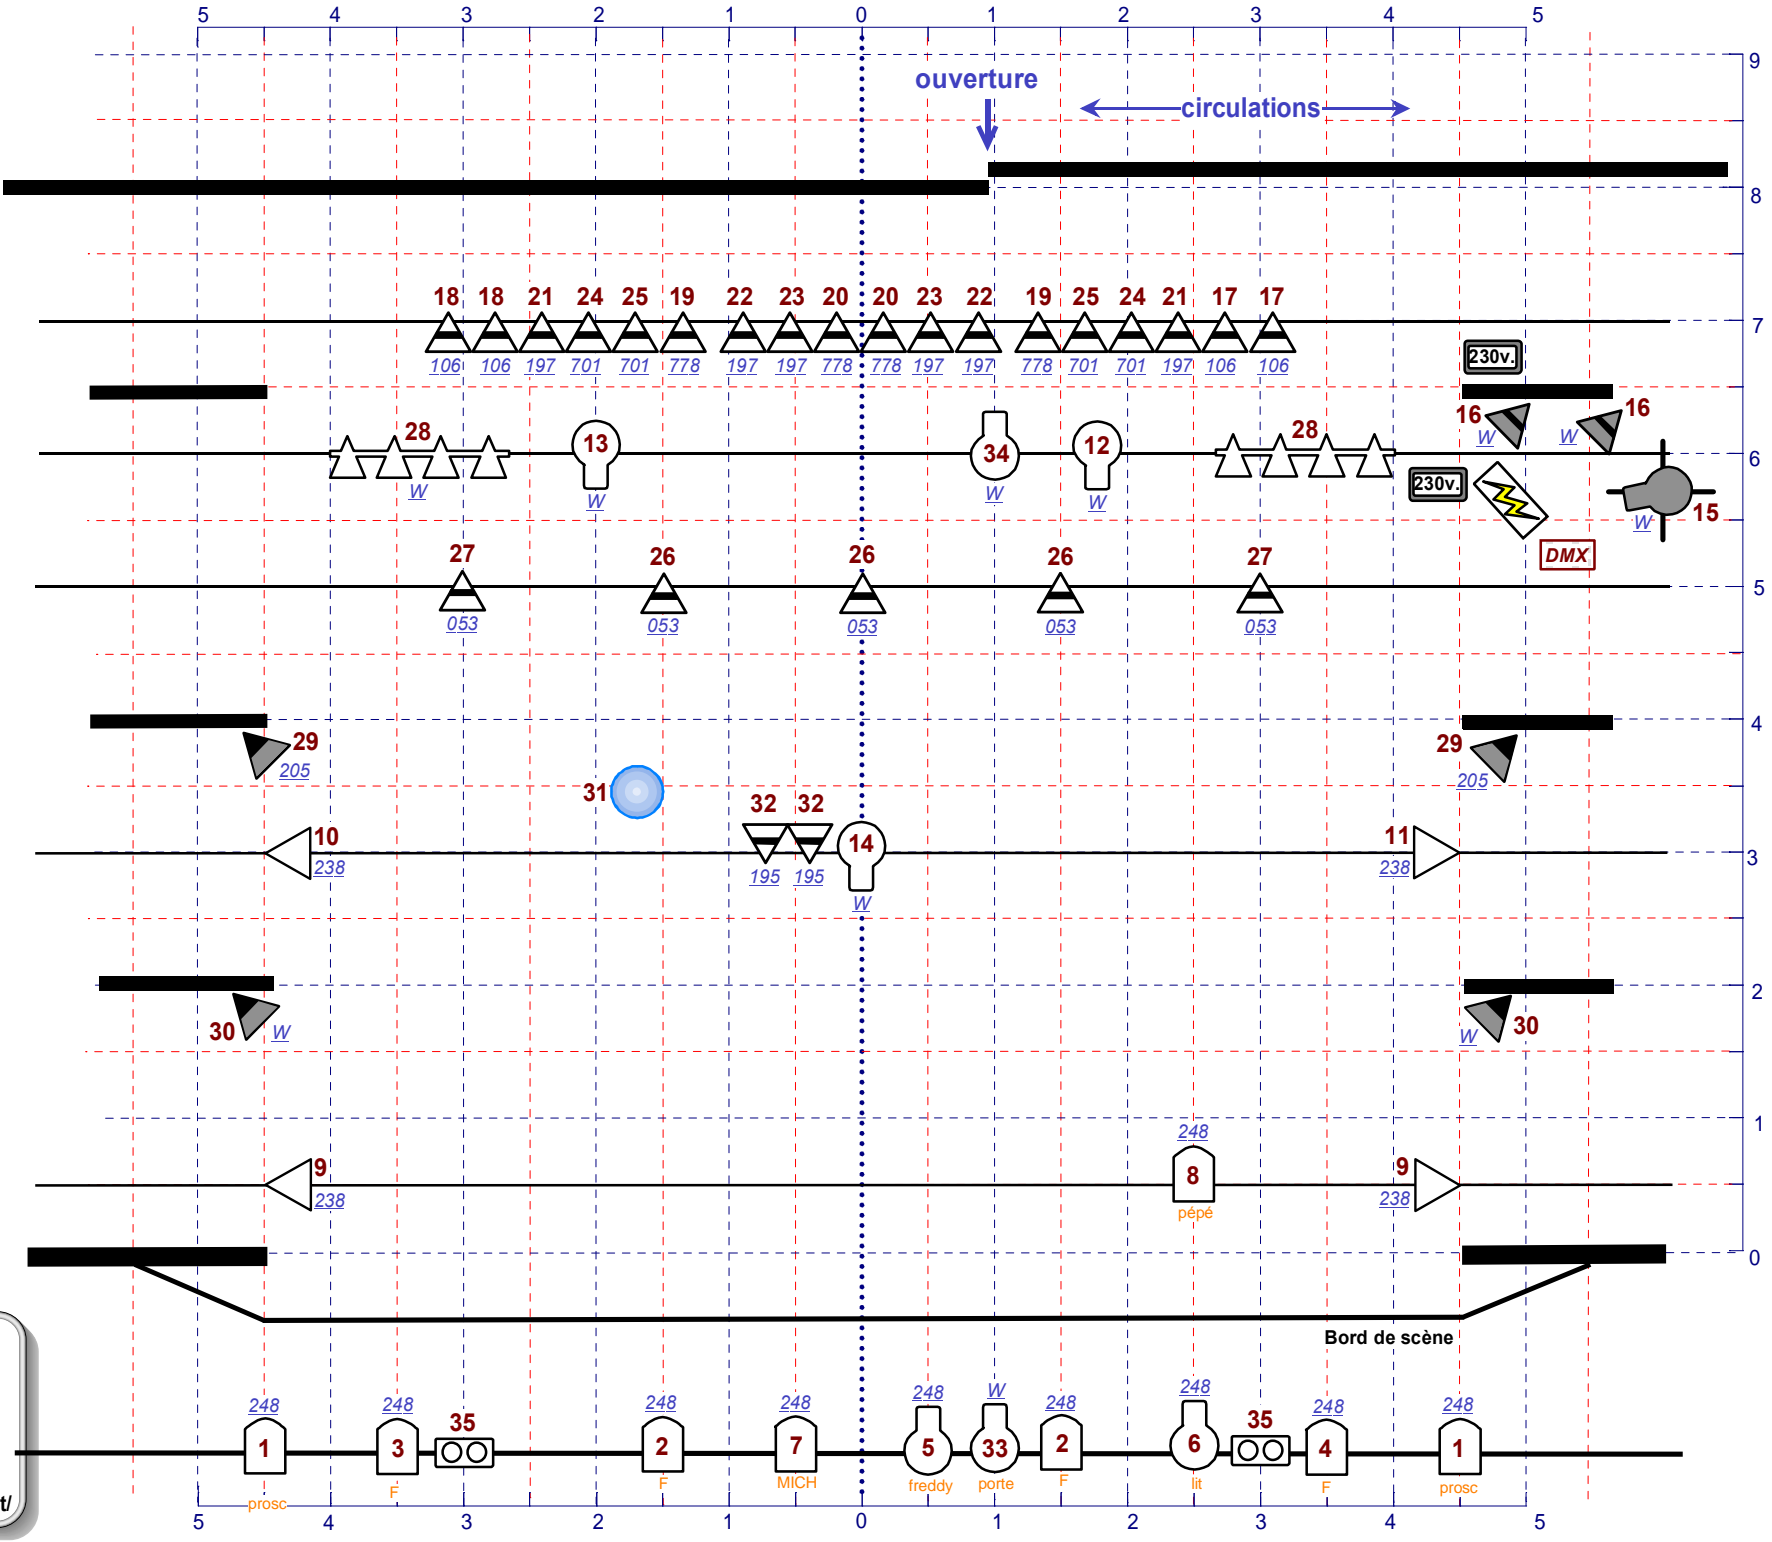 5 4 3 2 1 0 1 2 3 4 5
9
ouverture
circulations
8
18 18 21 24 25 19 22 23 20 20 23 22 19 25 24 21 17 17
7
106 106 197 701 701 778 197 197 778 778 197 197 778 701 701 197 106 106
230v.
16 16
W W
28 13 34 12 28
6
W W W W
230v.
15
W
DMX
27 26 26 26 27
5
053 053 053 053 053
4
29 29
205 205
31
32 32
10 14 11
3
238 195 195 238
W
2
30 W W 30
1
248
9 8 9
238 238
pépé
0
Bord de scène
248 248 248 248 248 W 248 248 248 248
35 35
1 3 2 7 5 33 2 6 4 1
prosc F F MICH freddy porte F lit F prosc
t/
5 4 3 2 1 0 1 2 3 4 5